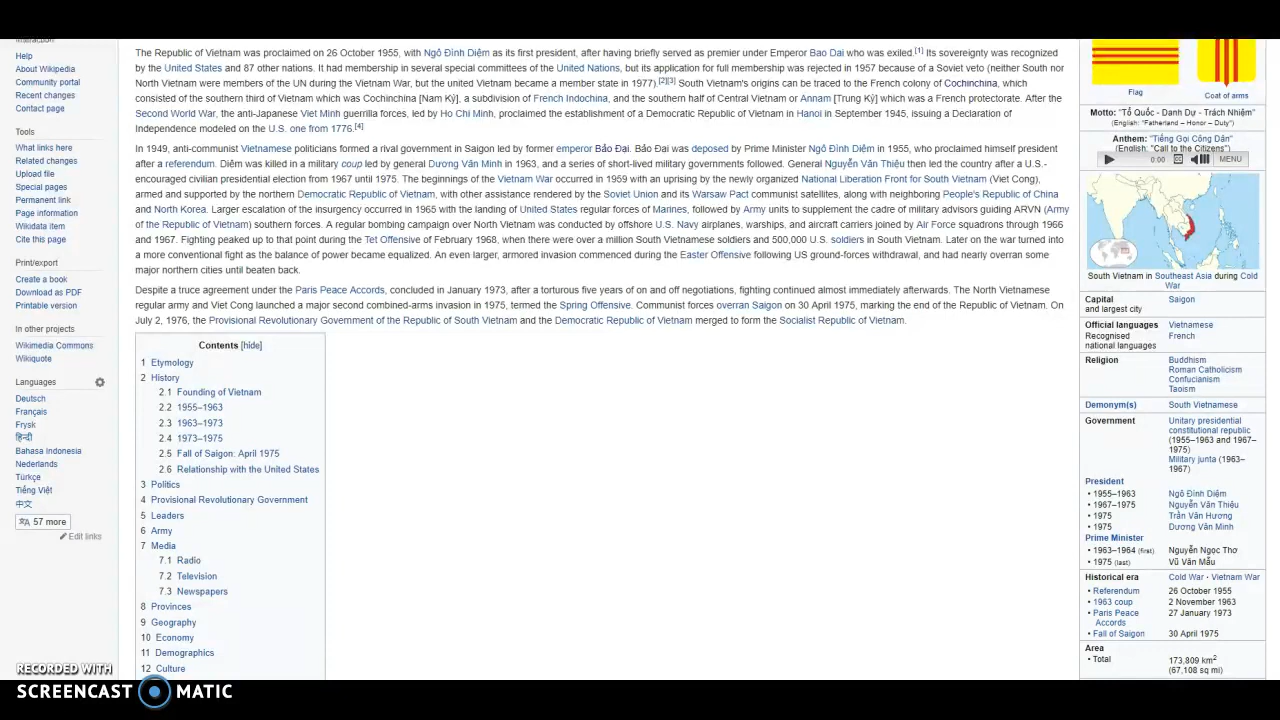 Interaction
Help
About Wikipedia
Community portal
Recent changes
Contact page
Tools
What links here
Related changes
Upload file
Special pages
Permanent link
Page information
Wikidata item
Cite this page
Print/export
Create a book
Download as PDF
Printable version
In other projects
Wikimedia Commons
Wikiquote
Languages
Deutsch
Français
Frysk
हिन्दी
Bahasa Indonesia
Nederlands
Türkçe
Tiếng Việt
中文
57 more
Edit links
The Republic of Vietnam was proclaimed on 26 October 1955, with Ngô Đình Diệm as its first president, after having briefly served as premier under Emperor Bao Dai who was exiled.[1] Its sovereignty was recognized
by the United States and 87 other nations. It had membership in several special committees of the United Nations, but its application for full membership was rejected in 1957 because of a Soviet veto (neither South nor
North Vietnam were members of the UN during the Vietnam War, but the united Vietnam became a member state in 1977).[2][3] South Vietnam's origins can be traced to the French colony of Cochinchina, which
consisted of the southern third of Vietnam which was Cochinchina [Nam Kỳ], a subdivision of French Indochina, and the southern half of Central Vietnam or Annam [Trung Kỳ] which was a French protectorate. After the
Second World War, the anti-Japanese Viet Minh guerrilla forces, led by Ho Chi Minh, proclaimed the establishment of a Democratic Republic of Vietnam in Hanoi in September 1945, issuing a Declaration of
Independence modeled on the U.S. one from 1776.[4]
In 1949, anti-communist Vietnamese politicians formed a rival government in Saigon led by former emperor Bảo Đại. Bảo Đại was deposed by Prime Minister Ngô Đình Diệm in 1955, who proclaimed himself president
after a referendum. Diệm was killed in a military coup led by general Dương Văn Minh in 1963, and a series of short-lived military governments followed. General Nguyễn Văn Thiệu then led the country after a U.S.-
encouraged civilian presidential election from 1967 until 1975. The beginnings of the Vietnam War occurred in 1959 with an uprising by the newly organized National Liberation Front for South Vietnam (Viet Cong),
armed and supported by the northern Democratic Republic of Vietnam, with other assistance rendered by the Soviet Union and its Warsaw Pact communist satellites, along with neighboring People's Republic of China
and North Korea. Larger escalation of the insurgency occurred in 1965 with the landing of United States regular forces of Marines, followed by Army units to supplement the cadre of military advisors guiding ARVN (Army
of the Republic of Vietnam) southern forces. A regular bombing campaign over North Vietnam was conducted by offshore U.S. Navy airplanes, warships, and aircraft carriers joined by Air Force squadrons through 1966
and 1967. Fighting peaked up to that point during the Tet Offensive of February 1968, when there were over a million South Vietnamese soldiers and 500,000 U.S. soldiers in South Vietnam. Later on the war turned into
a more conventional fight as the balance of power became equalized. An even larger, armored invasion commenced during the Easter Offensive following US ground-forces withdrawal, and had nearly overran some
major northern cities until beaten back.
Despite a truce agreement under the Paris Peace Accords, concluded in January 1973, after a torturous five years of on and off negotiations, fighting continued almost immediately afterwards. The North Vietnamese
regular army and Viet Cong launched a major second combined-arms invasion in 1975, termed the Spring Offensive. Communist forces overran Saigon on 30 April 1975, marking the end of the Republic of Vietnam. On
July 2, 1976, the Provisional Revolutionary Government of the Republic of South Vietnam and the Democratic Republic of Vietnam merged to form the Socialist Republic of Vietnam.
Contents [hide]
1 Etymology
2 History
2.1 Founding of Vietnam
2.2 1955–1963
2.3 1963–1973
2.4 1973–1975
2.5 Fall of Saigon: April 1975
2.6 Relationship with the United States
3 Politics
4 Provisional Revolutionary Government
5 Leaders
6 Army
7 Media
7.1 Radio
7.2 Television
7.3 Newspapers
8 Provinces
9 Geography
10 Economy
11 Demographics
12 Culture
Flag
Coat of arms
Motto: "Tổ Quốc - Danh Dự - Trách Nhiệm"
(English: "Fatherland – Honor – Duty")
Anthem: "Tiếng Gọi Công Dân"
(English: "Call to the Citizens")
0:00 MENU
South Vietnam in Southeast Asia during Cold
War
Capital Saigon
and largest city
Official languages Vietnamese
Recognised French
national languages
Religion Buddhism
Roman Catholicism
Confucianism
Taoism
Demonym(s) South Vietnamese
Government Unitary presidential
constitutional republic
(1955–1963 and 1967–
1975)
Military junta (1963–
1967)
President
• 1955–1963 Ngô Đình Diệm
• 1967–1975 Nguyễn Văn Thiệu
• 1975 Trần Văn Hương
• 1975 Dương Văn Minh
Prime Minister
• 1963–1964 (first) Nguyễn Ngọc Thơ
• 1975 (last) Vũ Văn Mẫu
Historical era Cold War · Vietnam War
• Referendum 26 October 1955
• 1963 coup 2 November 1963
• Paris Peace 27 January 1973
Accords
• Fall of Saigon 30 April 1975
Area
• Total 173,809 km2
(67,108 sq mi)
RECORDED WITH
SCREENCAST MATIC